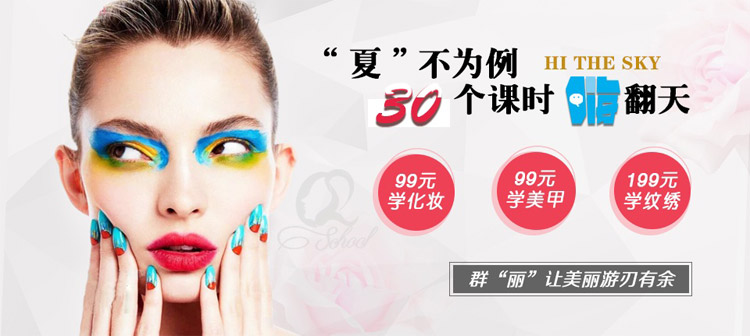 “夏”不为例 HI THE SKY
30个课时嗨翻天
99元
学化妆
99元
学美甲
199元
学纹绣
群“丽”让美丽游刃有余
School